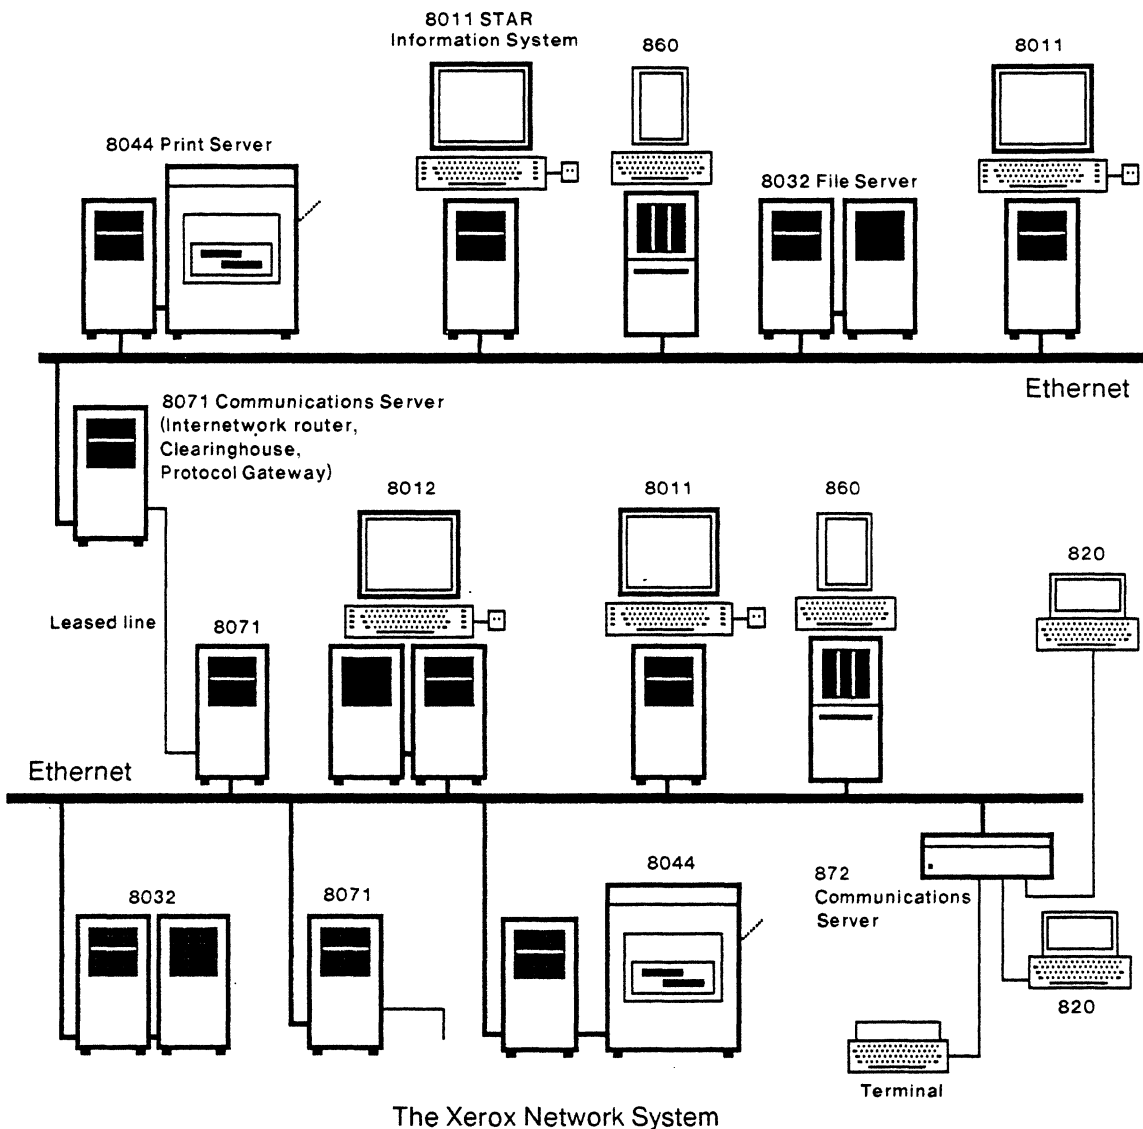 8011 STAR
Information System
860
8011
8044 Print Server
8032 File Server
Ethernet
8071 Communications Server
(Internetwork router,
Clearinghouse,
Protocol Gateway)
8012
8011
860
820
Leased line
8071
Ethernet
8032
8071
8044
872
Communications
Server
820
Terminal
The Xerox Network System